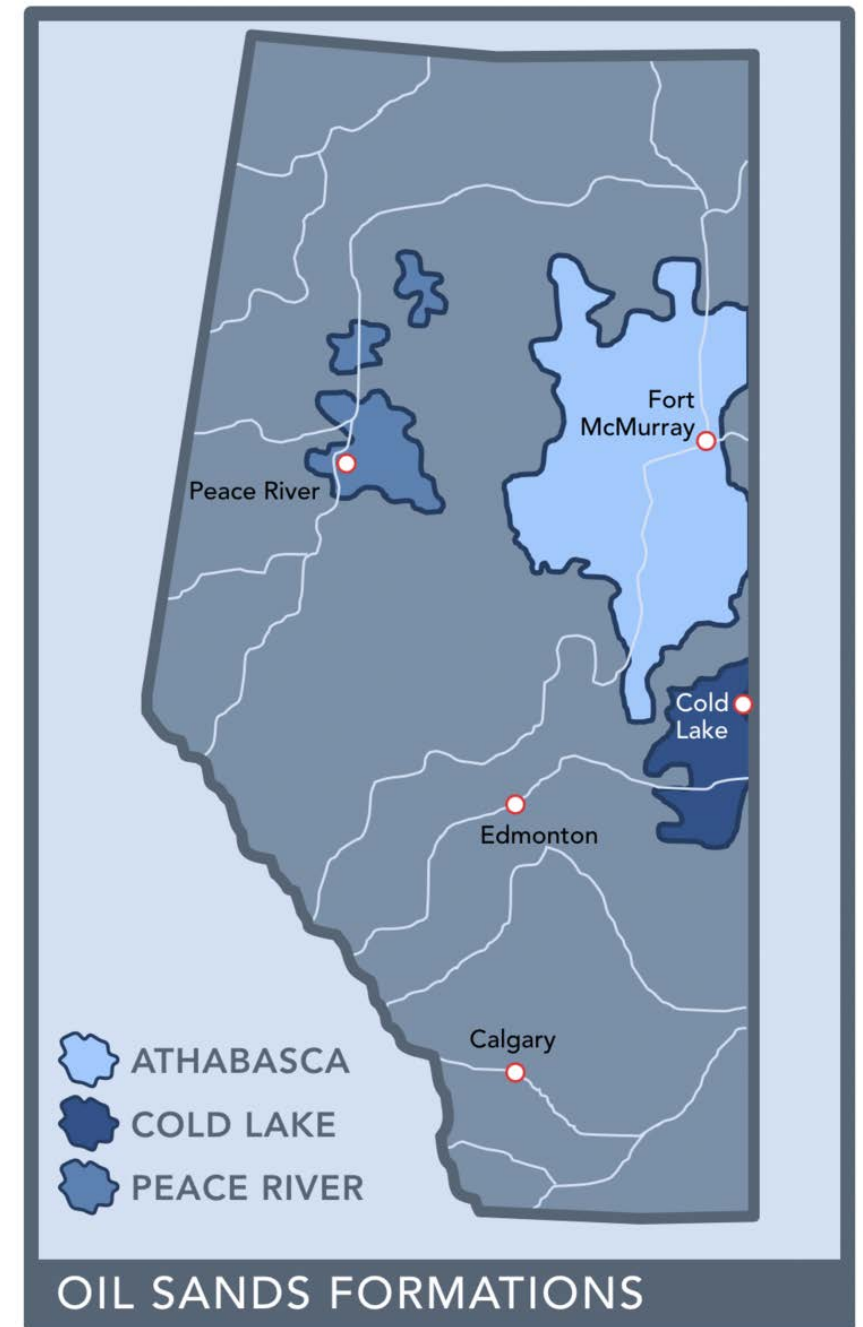 Fort
McMurray
Peace River
Cold
Lake
Edmonton
Calgary
ATHABASCA
COLD LAKE
PEACE RIVER
OIL SANDS FORMATIONS